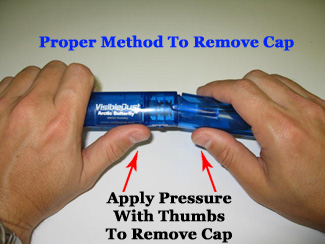 Proper Method To Remove Cap
VisibleDust
Arctic Butterfly
Apply Pressure
With Thumbs
To Remove Cap